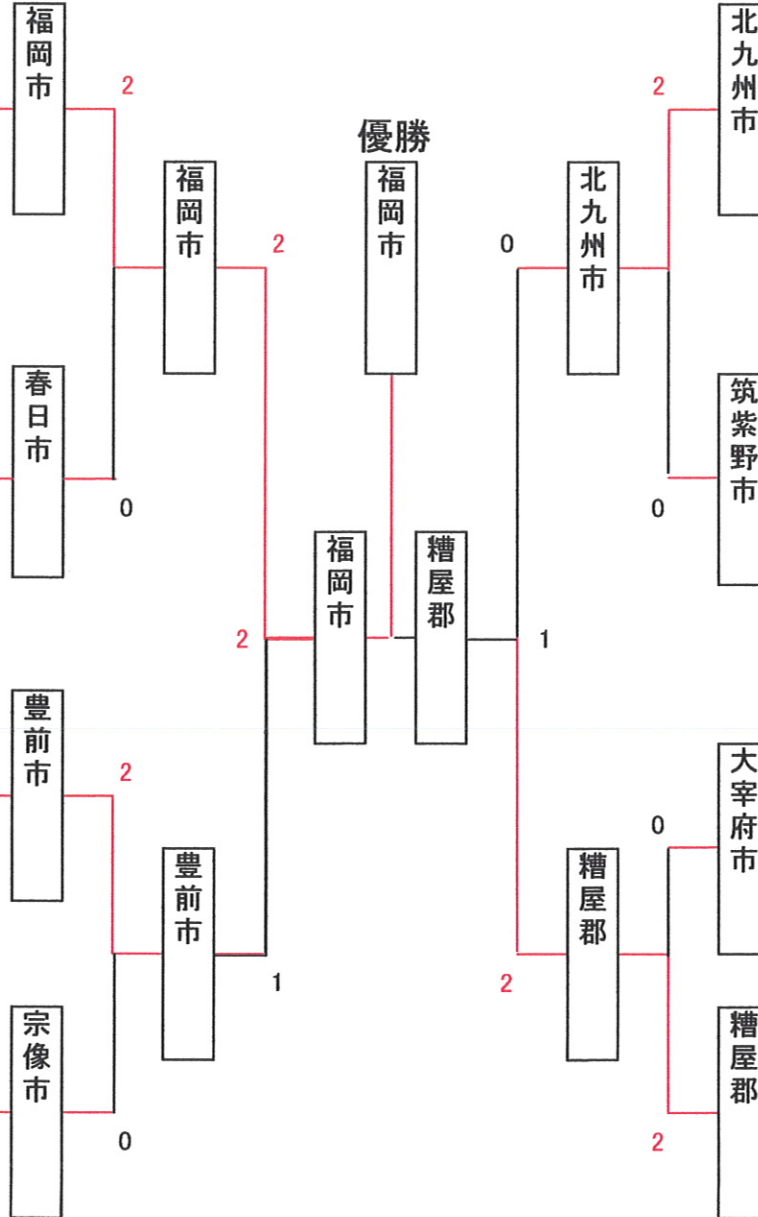 福岡市
2
春日市
0
豊前市
2
宗像市
0
福岡市
2
豊前市
1
2
福岡市
優勝
福岡市
糟屋郡
1
北九州市
0
糟屋郡
2
北九州市
2
筑紫野市
0
大宰府市
0
糟屋郡
2